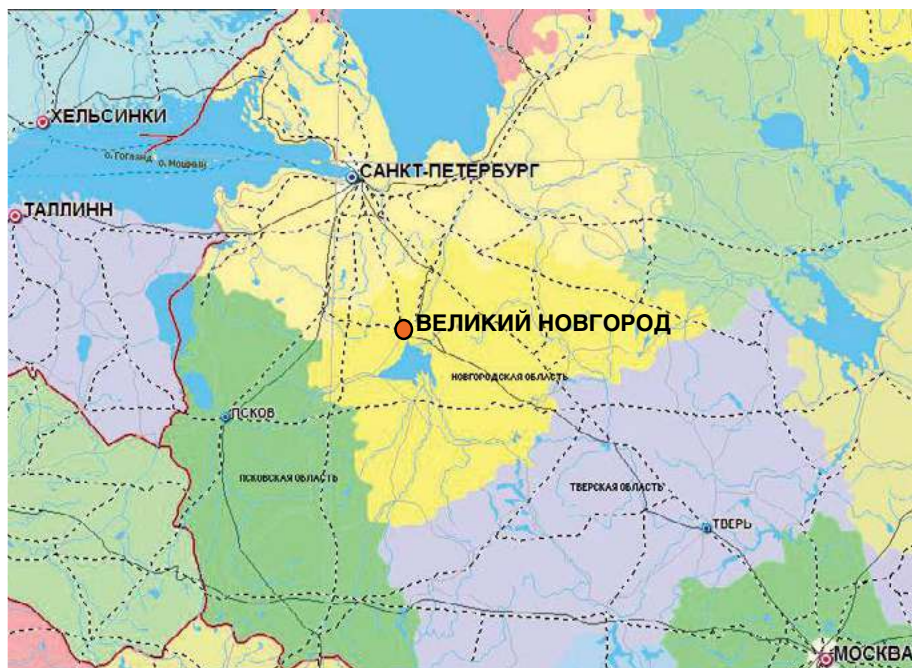 ХЕЛЬСИНКИ
о. Гогланд
о. Мощный
САНКТ-ПЕТЕРБУРГ
ТАЛЛИНН
ВЕЛИКИЙ НОВГОРОД
НОВГОРОДСКАЯ ОБЛАСТЬ
ПСКОВ
ПСКОВСКАЯ ОБЛАСТЬ
ТВЕРСКАЯ ОБЛАСТЬ
ТВЕРЬ
МОСКВА